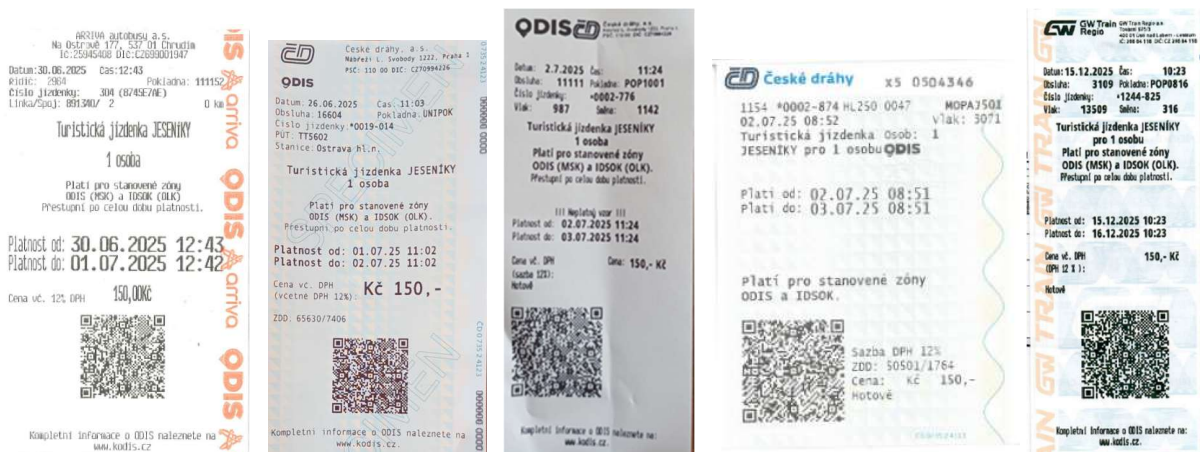 ARRIVA autobusy a.s.
Na Ostrově 177, 537 01 Chrudim
IČ:25945408 DIČ:CZ699001947
Datum:30.06.2025 Čas:12:43
Řidič: 2964 Pokladna: 111152
Číslo jízdenky: 304 (8745E7AE)
Linka/Spoj: 891340/ 2 0 km
Turistická jízdenka JESENÍKY
1 osoba
Platí pro stanovené zóny
ODIS (MSK) a IDSOK (OLK).
Přestupní po celou dobu platnosti.
Platnost od: 30.06.2025 12:43
Platnost do: 01.07.2025 12:42
Cena vč. 12% DPH 150,00Kč
Kompletní informace o ODIS naleznete na
www.kodis.cz
ODIS arriva ODIS arriva ODIS
ČD
České dráhy, a.s.
Nábřeží L. Svobody 1222, Praha 1
PSČ: 110 00 DIČ: CZ70994226
ODIS
Datum: 26.06.2025 Čas: 11:03
Obsluha: 16604 Pokladna: UNIPOK
Číslo jízdenky:*0019-014
PÚT: TT5602
Stanice: Ostrava hl.n.
Turistická jízdenka JESENÍKY
1 osoba
Platí pro stanovené zóny
ODIS (MSK) a IDSOK (OLK).
Přestupní po celou dobu platnosti.
Platnost od: 01.07.25 11:02
Platnost do: 02.07.25 11:02
Cena vč. DPH
(včetně DPH 12%): Kč 150,-
ZDD: 65630/7406
Kompletní informace o ODIS naleznete na
www.kodis.cz.
SPECIMEN
0000000 00000
0000000 00000
ODIS ČD
České dráhy, a.s.
Datum: 2.7.2025 Čas: 11:24
Obsluha: 11111 Pokladna: POP1001
Číslo jízdenky: *0002-776
Vlak: 987 Směna: 1142
Turistická jízdenka JESENÍKY
1 osoba
Platí pro stanovené zóny
ODIS (MSK) a IDSOK (OLK).
Přestupní po celou dobu platnosti.
!!! Neplatný vzor !!!
Platnost od: 02.07.2025 11:24
Platnost do: 03.07.2025 11:24
Cena vč. DPH Cena: 150,- Kč
(sazba 12%):
Kompletní informace o ODIS naleznete na:
www.kodis.cz
ČD České dráhy x5 0504346
1154 *0002-874 HL250 0047 MOPAJ501
02.07.25 08:52 Vlak: 3071
Turistická jízdenka Osob: 1
JESENÍKY pro 1 osobu ODIS
Platí od: 02.07.25 08:51
Platí do: 03.07.25 08:51
Platí pro stanovené zóny
ODIS a IDSOK.
Sazba DPH 12%
ZDD: 50501/1764
Cena: Kč 150,-
Hotově
GW Train
Regio
GW Train Regio a.s.
Datum: 15.12.2025 Čas: 10:23
Obsluha: 3109 Pokladna: POP0816
Číslo jízdenky: *1244-825
Vlak: 13509 Směna: 316
Turistická jízdenka JESENÍKY
pro 1 osobu
Platí pro stanovené zóny
ODIS (MSK) a IDSOK (OLK).
Přestupní po celou dobu platnosti.
Platnost od: 15.12.2025 10:23
Platnost do: 16.12.2025 10:23
Cena vč. DPH 150,- Kč
(DPH 12 %):
Hotově
Kompletní informace o ODIS naleznete na:
www.kodis.cz.
GW TRAIN